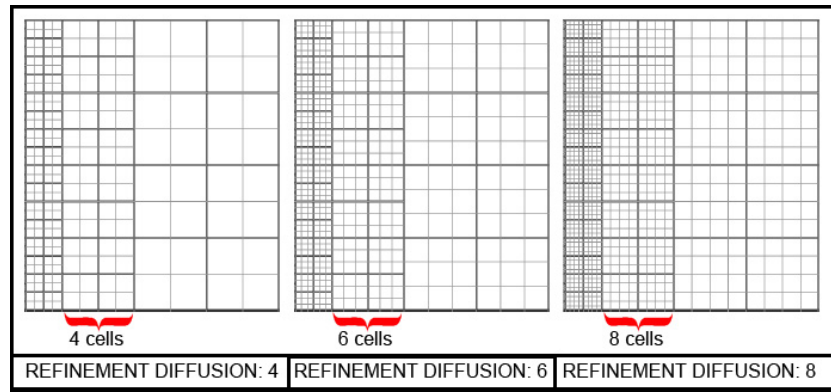 4 cells
6 cells
8 cells
REFINEMENT DIFFUSION: 4
REFINEMENT DIFFUSION: 6
REFINEMENT DIFFUSION: 8